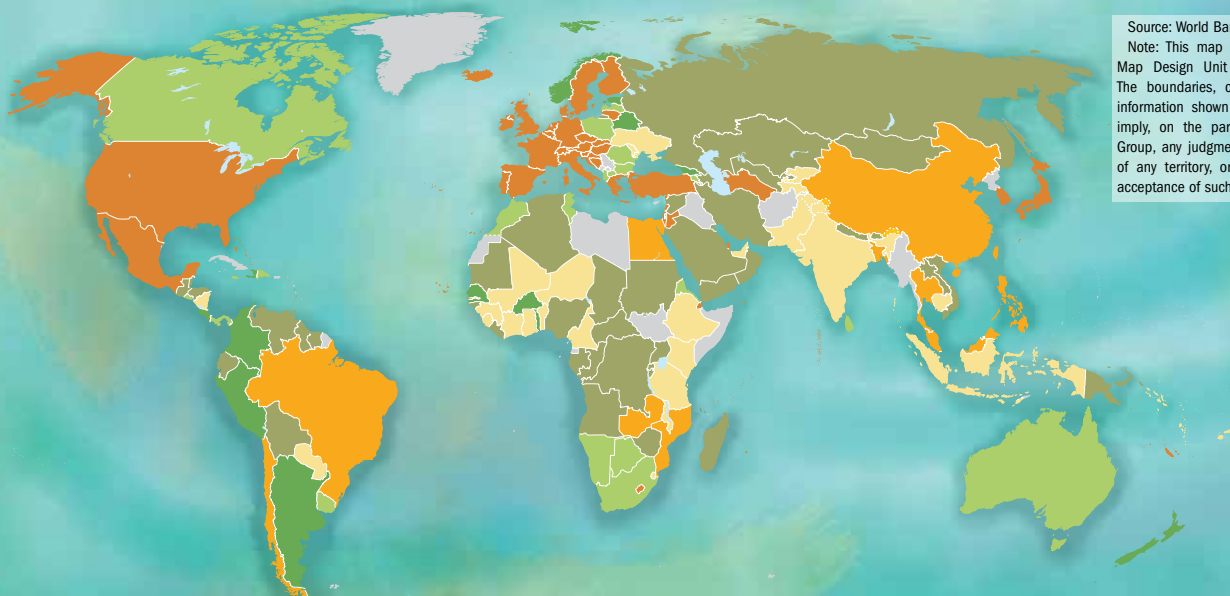 Source: World Ba
Note: This map
Map Design Unit
The boundaries,
information shown
imply, on the par
Group, any judgme
of any territory, or
acceptance of such